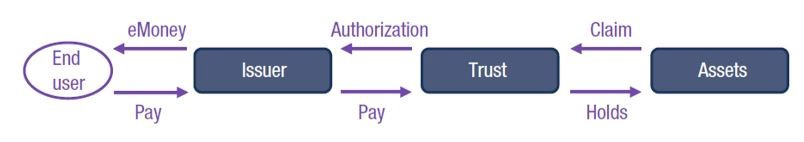 eMoney
Authorization
Claim
End
user
Issuer
Trust
Assets
Pay
Pay
Holds